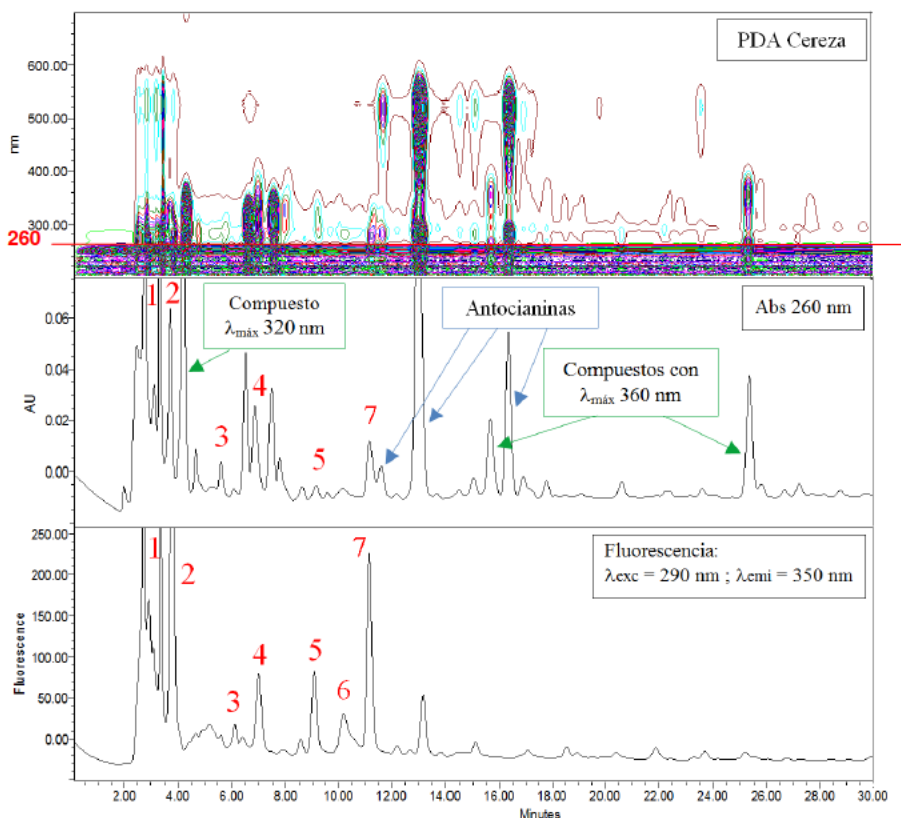 PDA Cereza
600.00
500.00
nm
400.00
300.00
260
1
2
Compuesto
λmáx 320 nm
Antocianinas
Abs 260 nm
0.06
0.04
AU
0.02
0.00
3
4
5
7
Compuestos con
λmáx 360 nm
250.00
200.00
150.00
100.00
50.00
0.00
Fluorescence
1
2
3
4
5
6
7
Fluorescencia:
λexc = 290 nm ; λemi = 350 nm
2.00 4.00 6.00 8.00 10.00 12.00 14.00 16.00 18.00 20.00 22.00 24.00 26.00 28.00 30.00
Minutes